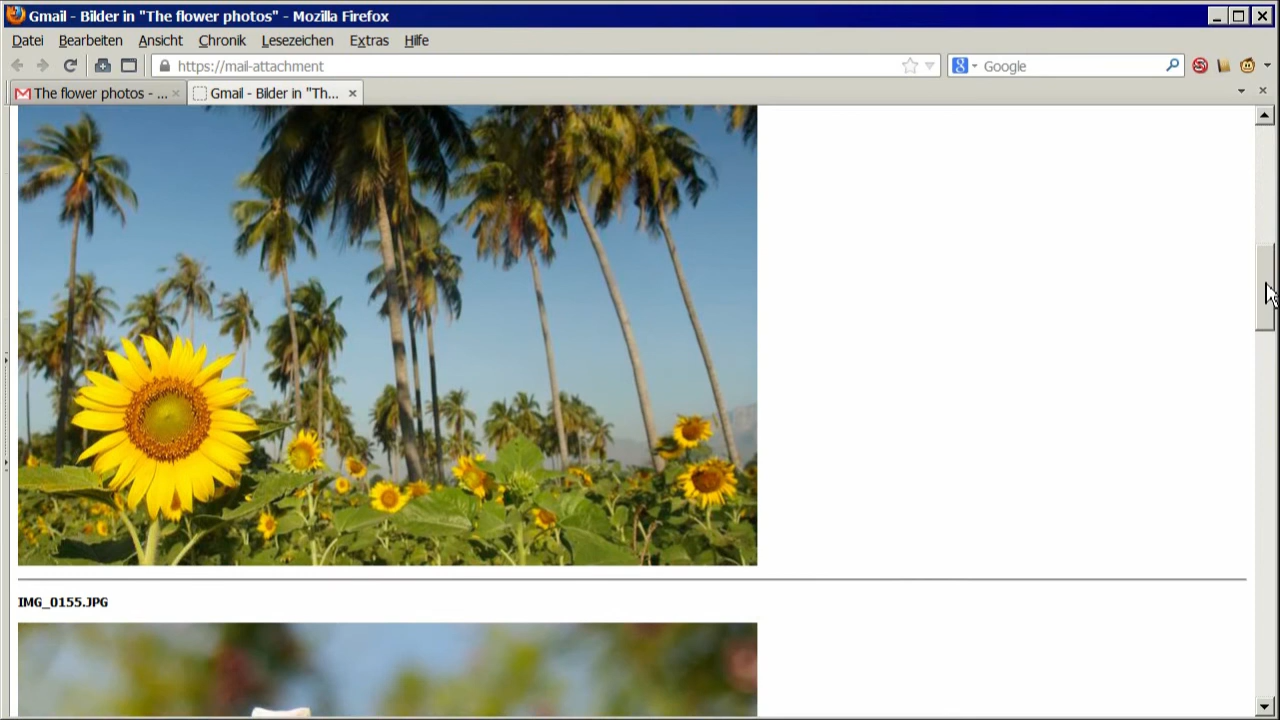 Gmail - Bilder in "The flower photos" - Mozilla Firefox
Datei Bearbeiten Ansicht Chronik Lesezeichen Extras Hilfe
https://mail-attachment
Google
The flower photos - ...
Gmail - Bilder in "Th...
IMG_0155.JPG